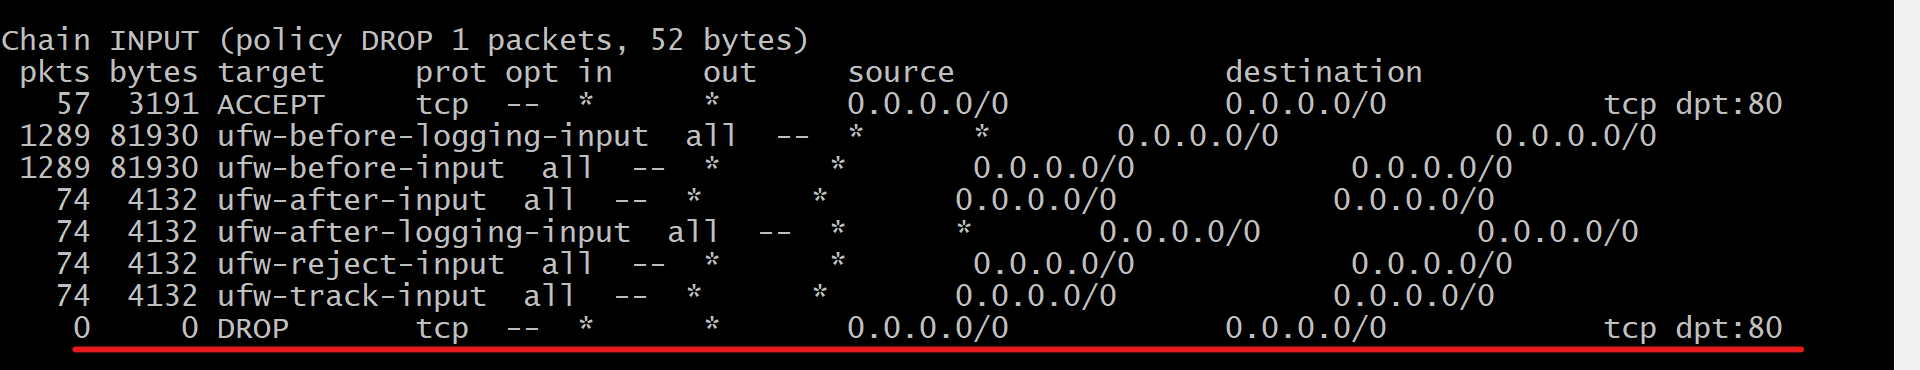 Chain INPUT (policy DROP 1 packets, 52 bytes)
pkts bytes target prot opt in out source destination
57 3191 ACCEPT tcp -- * * 0.0.0.0/0 0.0.0.0/0 tcp dpt:80
1289 81930 ufw-before-logging-input all -- * * 0.0.0.0/0 0.0.0.0/0
1289 81930 ufw-before-input all -- * * 0.0.0.0/0 0.0.0.0/0
74 4132 ufw-after-input all -- * * 0.0.0.0/0 0.0.0.0/0
74 4132 ufw-after-logging-input all -- * * 0.0.0.0/0 0.0.0.0/0
74 4132 ufw-reject-input all -- * * 0.0.0.0/0 0.0.0.0/0
74 4132 ufw-track-input all -- * * 0.0.0.0/0 0.0.0.0/0
0 0 DROP tcp -- * * 0.0.0.0/0 0.0.0.0/0 tcp dpt:80